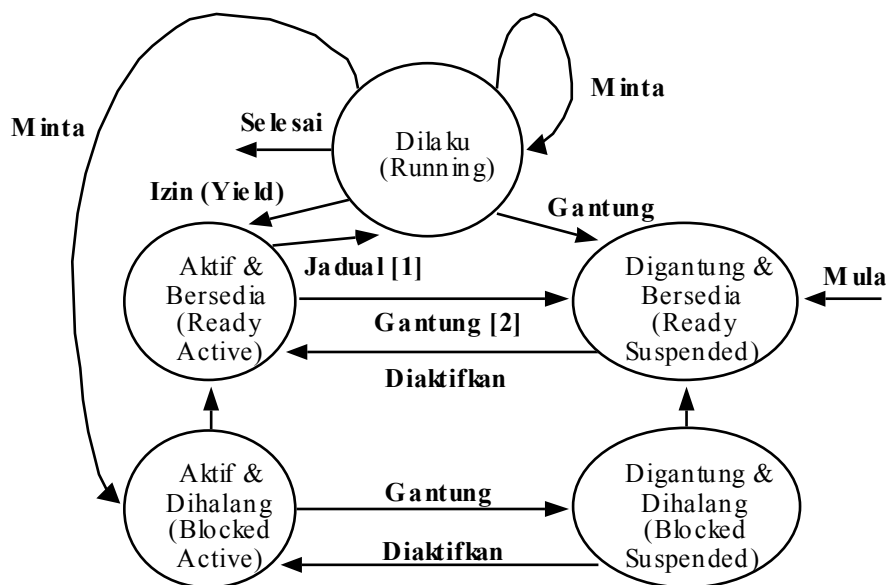 Minta
Selesai
Dilaku
(Running)
Minta
Izin (Yield)
Gantung
Aktif &
Bersedia
(Ready
Active)
Jadual [1]
Digantung &
Bersedia
(Ready
Suspended)
Mula
Gantung [2]
Diaktifkan
Aktif &
Dihalang
(Blocked
Active)
Gantung
Digantung &
Dihalang
(Blocked
Suspended)
Diaktifkan